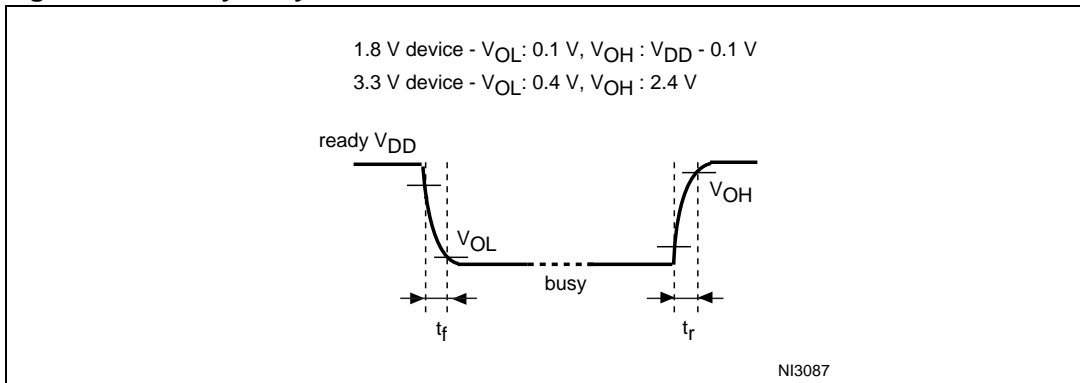 1.8 V device - VOL: 0.1 V, VOH : VDD - 0.1 V
3.3 V device - VOL: 0.4 V, VOH : 2.4 V
ready VDD
VOH
VOL
busy
tf
tr
NI3087